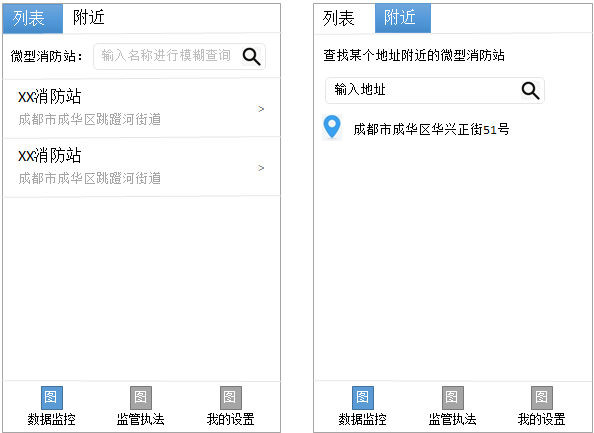 列表 附近
微型消防站： 输入名称进行模糊查询
XX消防站
成都市成华区跳蹬河街道
>
XX消防站
成都市成华区跳蹬河街道
>
图 图 图
数据监控 监管执法 我的设置
列表 附近
查找某个地址附近的微型消防站
输入地址
成都市成华区华兴正街51号
图 图 图
数据监控 监管执法 我的设置